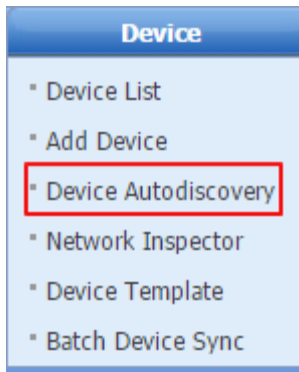 Device
Device List
Add Device
Device Autodiscovery
Network Inspector
Device Template
Batch Device Sync